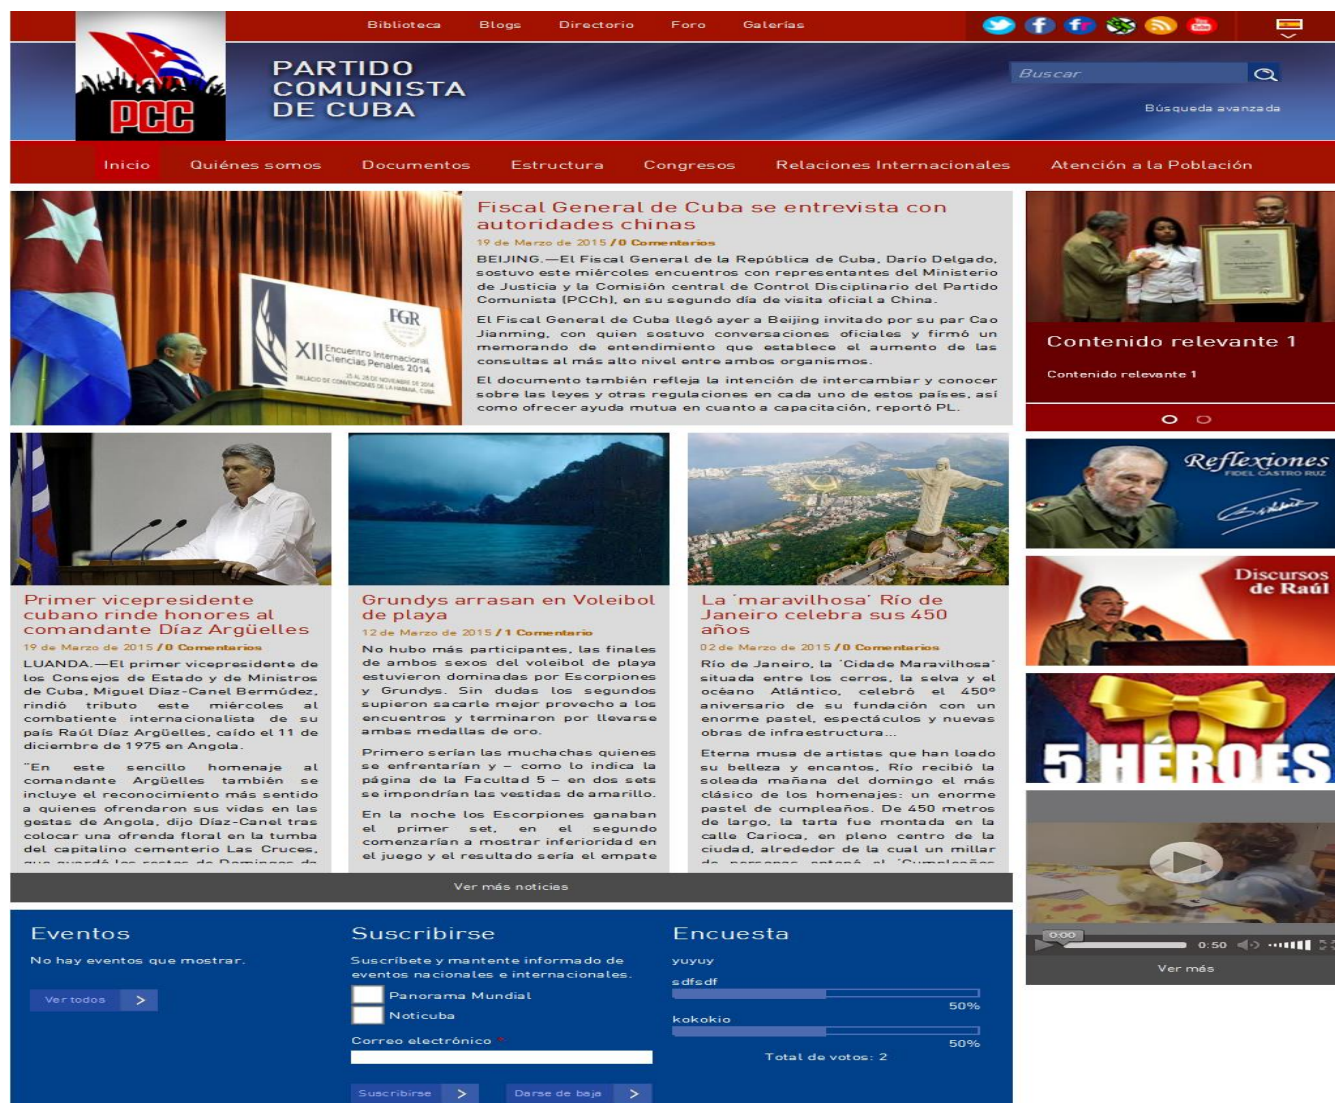 Biblioteca Blogs Directorio Foro Galerías
PCC
PARTIDO
COMUNISTA
DE CUBA
Buscar
Búsqueda avanzada
Inicio Quiénes somos Documentos Estructura Congresos Relaciones Internacionales Atención a la Población
FGR
XII Encuentro Internacional
Ciencias Penales 2014
25 AL 28 DE NOVIEMBRE DE 2014
PALACIO DE CONVENCIONES DE LA HABANA, CUBA
Fiscal General de Cuba se entrevista con
autoridades chinas
19 de Marzo de 2015 / 0 Comentarios
BEIJING.—El Fiscal General de la República de Cuba, Darío Delgado,
sostuvo este miércoles encuentros con representantes del Ministerio
de Justicia y la Comisión central de Control Disciplinario del Partido
Comunista (PCCh), en su segundo día de visita oficial a China.
El Fiscal General de Cuba llegó ayer a Beijing invitado por su par Cao
Jianming, con quien sostuvo conversaciones oficiales y firmó un
memorando de entendimiento que establece el aumento de las
consultas al más alto nivel entre ambos organismos.
El documento también refleja la intención de intercambiar y conocer
sobre las leyes y otras regulaciones en cada uno de estos países, así
como ofrecer ayuda mutua en cuanto a capacitación, reportó PL.
Contenido relevante 1
Contenido relevante 1
Primer vicepresidente
cubano rinde honores al
comandante Díaz Argüelles
19 de Marzo de 2015 / 0 Comentarios
LUANDA.—El primer vicepresidente de
los Consejos de Estado y de Ministros
de Cuba, Miguel Díaz-Canel Bermúdez,
rindió tributo este miércoles al
combatiente internacionalista de su
país Raúl Díaz Argüelles, caído el 11 de
diciembre de 1975 en Angola.
"En este sencillo homenaje al
comandante Argüelles también se
incluye el reconocimiento más sentido
a quienes ofrendaron sus vidas en las
gestas de Angola, dijo Díaz-Canel tras
colocar una ofrenda floral en la tumba
del capitalino cementerio Las Cruces,
que guardó los restos de Domingos da
Grundys arrasan en Voleibol
de playa
12 de Marzo de 2015 / 1 Comentario
No hubo más participantes, las finales
de ambos sexos del voleibol de playa
estuvieron dominadas por Escorpiones
y Grundys. Sin dudas los segundos
supieron sacarle mejor provecho a los
encuentros y terminaron por llevarse
ambas medallas de oro.
Primero serían las muchachas quienes
se enfrentarían y – como lo indica la
página de la Facultad 5 – en dos sets
se impondrían las vestidas de amarillo.
En la noche los Escorpiones ganaban
el primer set, en el segundo
comenzarían a mostrar inferioridad en
el juego y el resultado sería el empate
La 'maravilhosa' Río de
Janeiro celebra sus 450
años
02 de Marzo de 2015 / 0 Comentarios
Río de Janeiro, la 'Cidade Maravilhosa'
situada entre los cerros, la selva y el
océano Atlántico, celebró el 450º
aniversario de su fundación con un
enorme pastel, espectáculos y nuevas
obras de infraestructura...
Eterna musa de artistas que han loado
su belleza y encantos, Río recibió la
soleada mañana del domingo el más
clásico de los homenajes: un enorme
pastel de cumpleaños. De 450 metros
de largo, la tarta fue montada en la
calle Carioca, en pleno centro de la
ciudad, alrededor de la cual un millar
de personas entonó el 'Cumpleaños
Ver más noticias
Reflexiones
FIDEL CASTRO RUZ
Discursos
de Raúl
5 HÉROES
0:00
0:50
Ver más
Eventos
No hay eventos que mostrar.
Ver todos >
Suscribirse
Suscríbete y mantente informado de
eventos nacionales e internacionales.
Panorama Mundial
Noticuba
Correo electrónico *
Suscribirse > Darse de baja >
Encuesta
yuyuy
sdfsdf
50%
kokokio
50%
Total de votos: 2